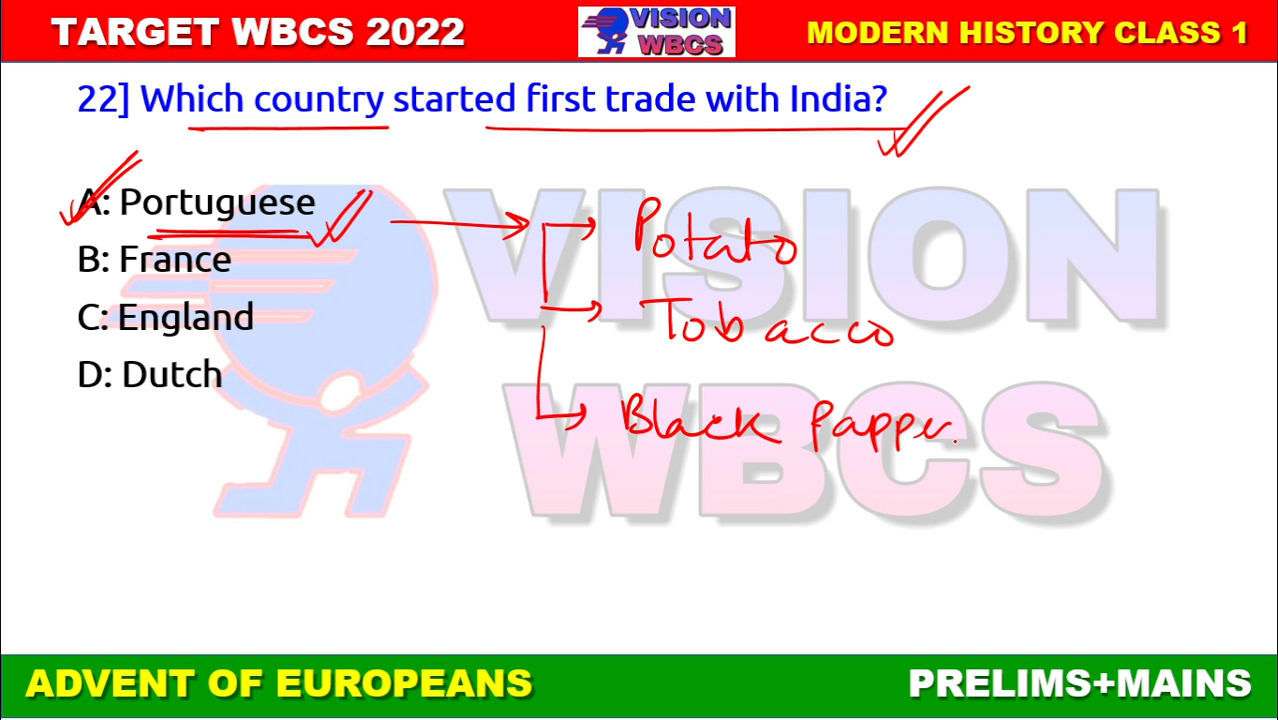 TARGET WBCS 2022
VISION
WBCS
MODERN HISTORY CLASS 1
22] Which country started first trade with India?
A: Portuguese
B: France
C: England
D: Dutch
Potato
Tobacco
Black Papper.
VISION
WBCS
ADVENT OF EUROPEANS
PRELIMS+MAINS